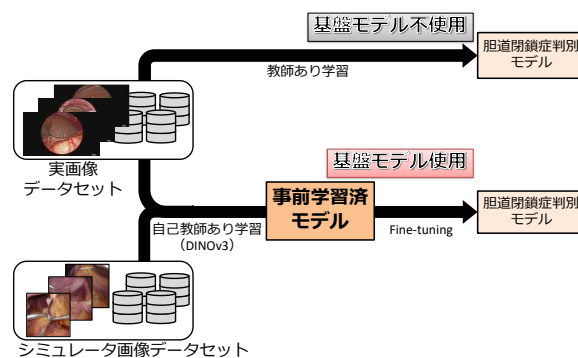 基盤モデル不使用
胆道閉鎖症判別
モデル
教師あり学習
実画像
データセット
基盤モデル使用
事前学習済
モデル
胆道閉鎖症判別
モデル
自己教師あり学習
（DINOv3）
Fine-tuning
シミュレータ画像データセット